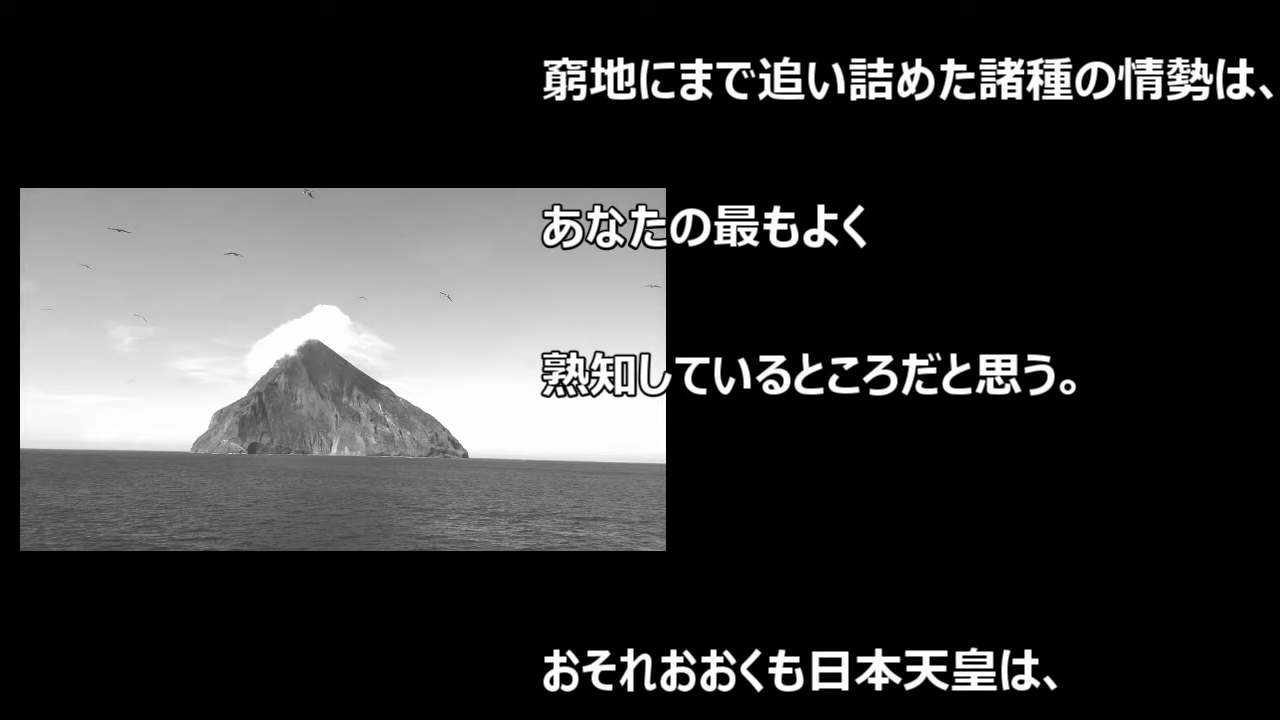 窮地にまで追い詰めた諸種の情勢は、
あなたの最もよく
熟知しているところだと思う。
おそれおおくも日本天皇は、